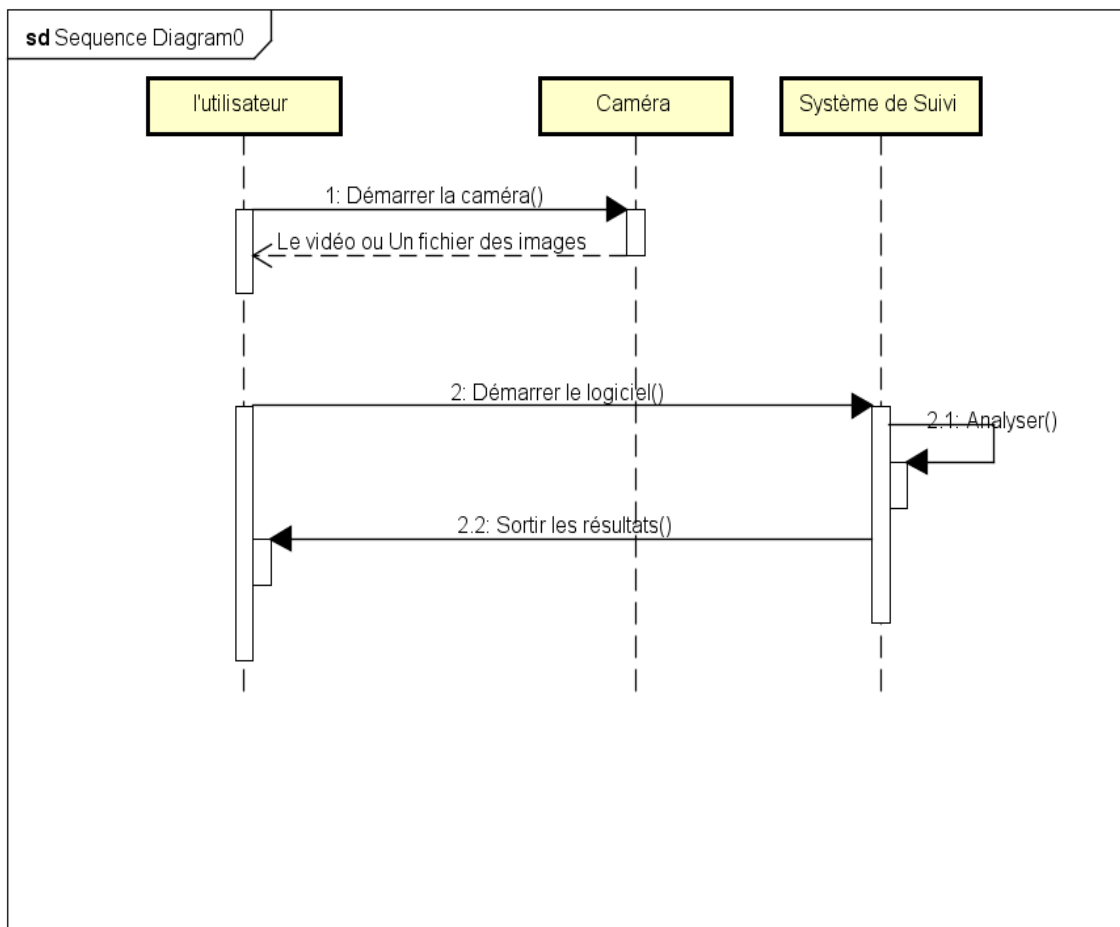 sd Sequence Diagram0
l'utilisateur
Caméra
Système de Suivi
1: Démarrer la caméra()
Le vidéo ou Un fichier des images
2: Démarrer le logiciel()
2.1: Analyser()
2.2: Sortir les résultats()